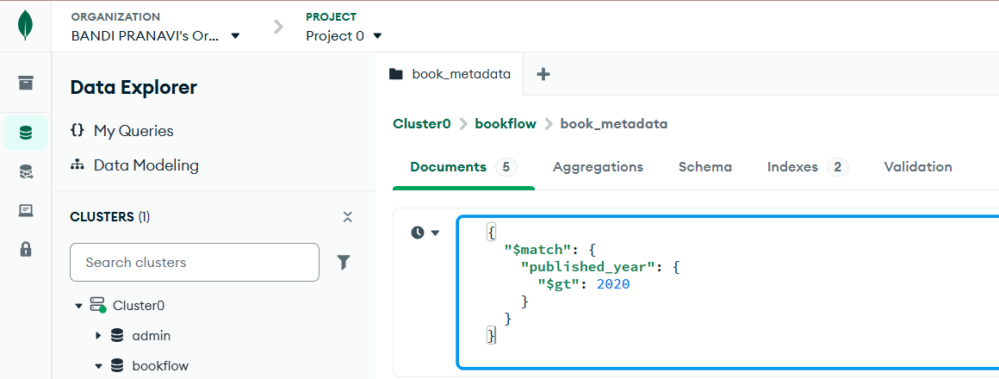 ORGANIZATION
BANDI PRANAVI's Or...
PROJECT
Project 0
Data Explorer
My Queries
Data Modeling
CLUSTERS (1)
Search clusters
Cluster0
admin
bookflow
book_metadata
Cluster0 > bookflow > book_metadata
Documents 5 Aggregations Schema Indexes 2 Validation
{
"$match": {
"published_year": {
"$gt": 2020
}
}
}